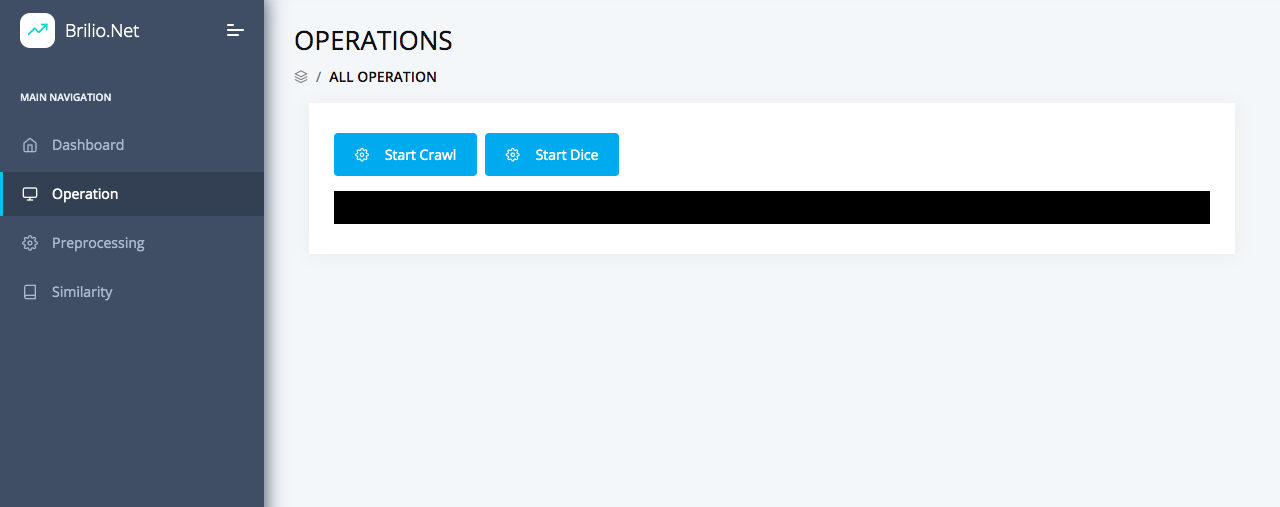 Brilio.Net
MAIN NAVIGATION
Dashboard
Operation
Preprocessing
Similarity
OPERATIONS
/ ALL OPERATION
Start Crawl
Start Dice